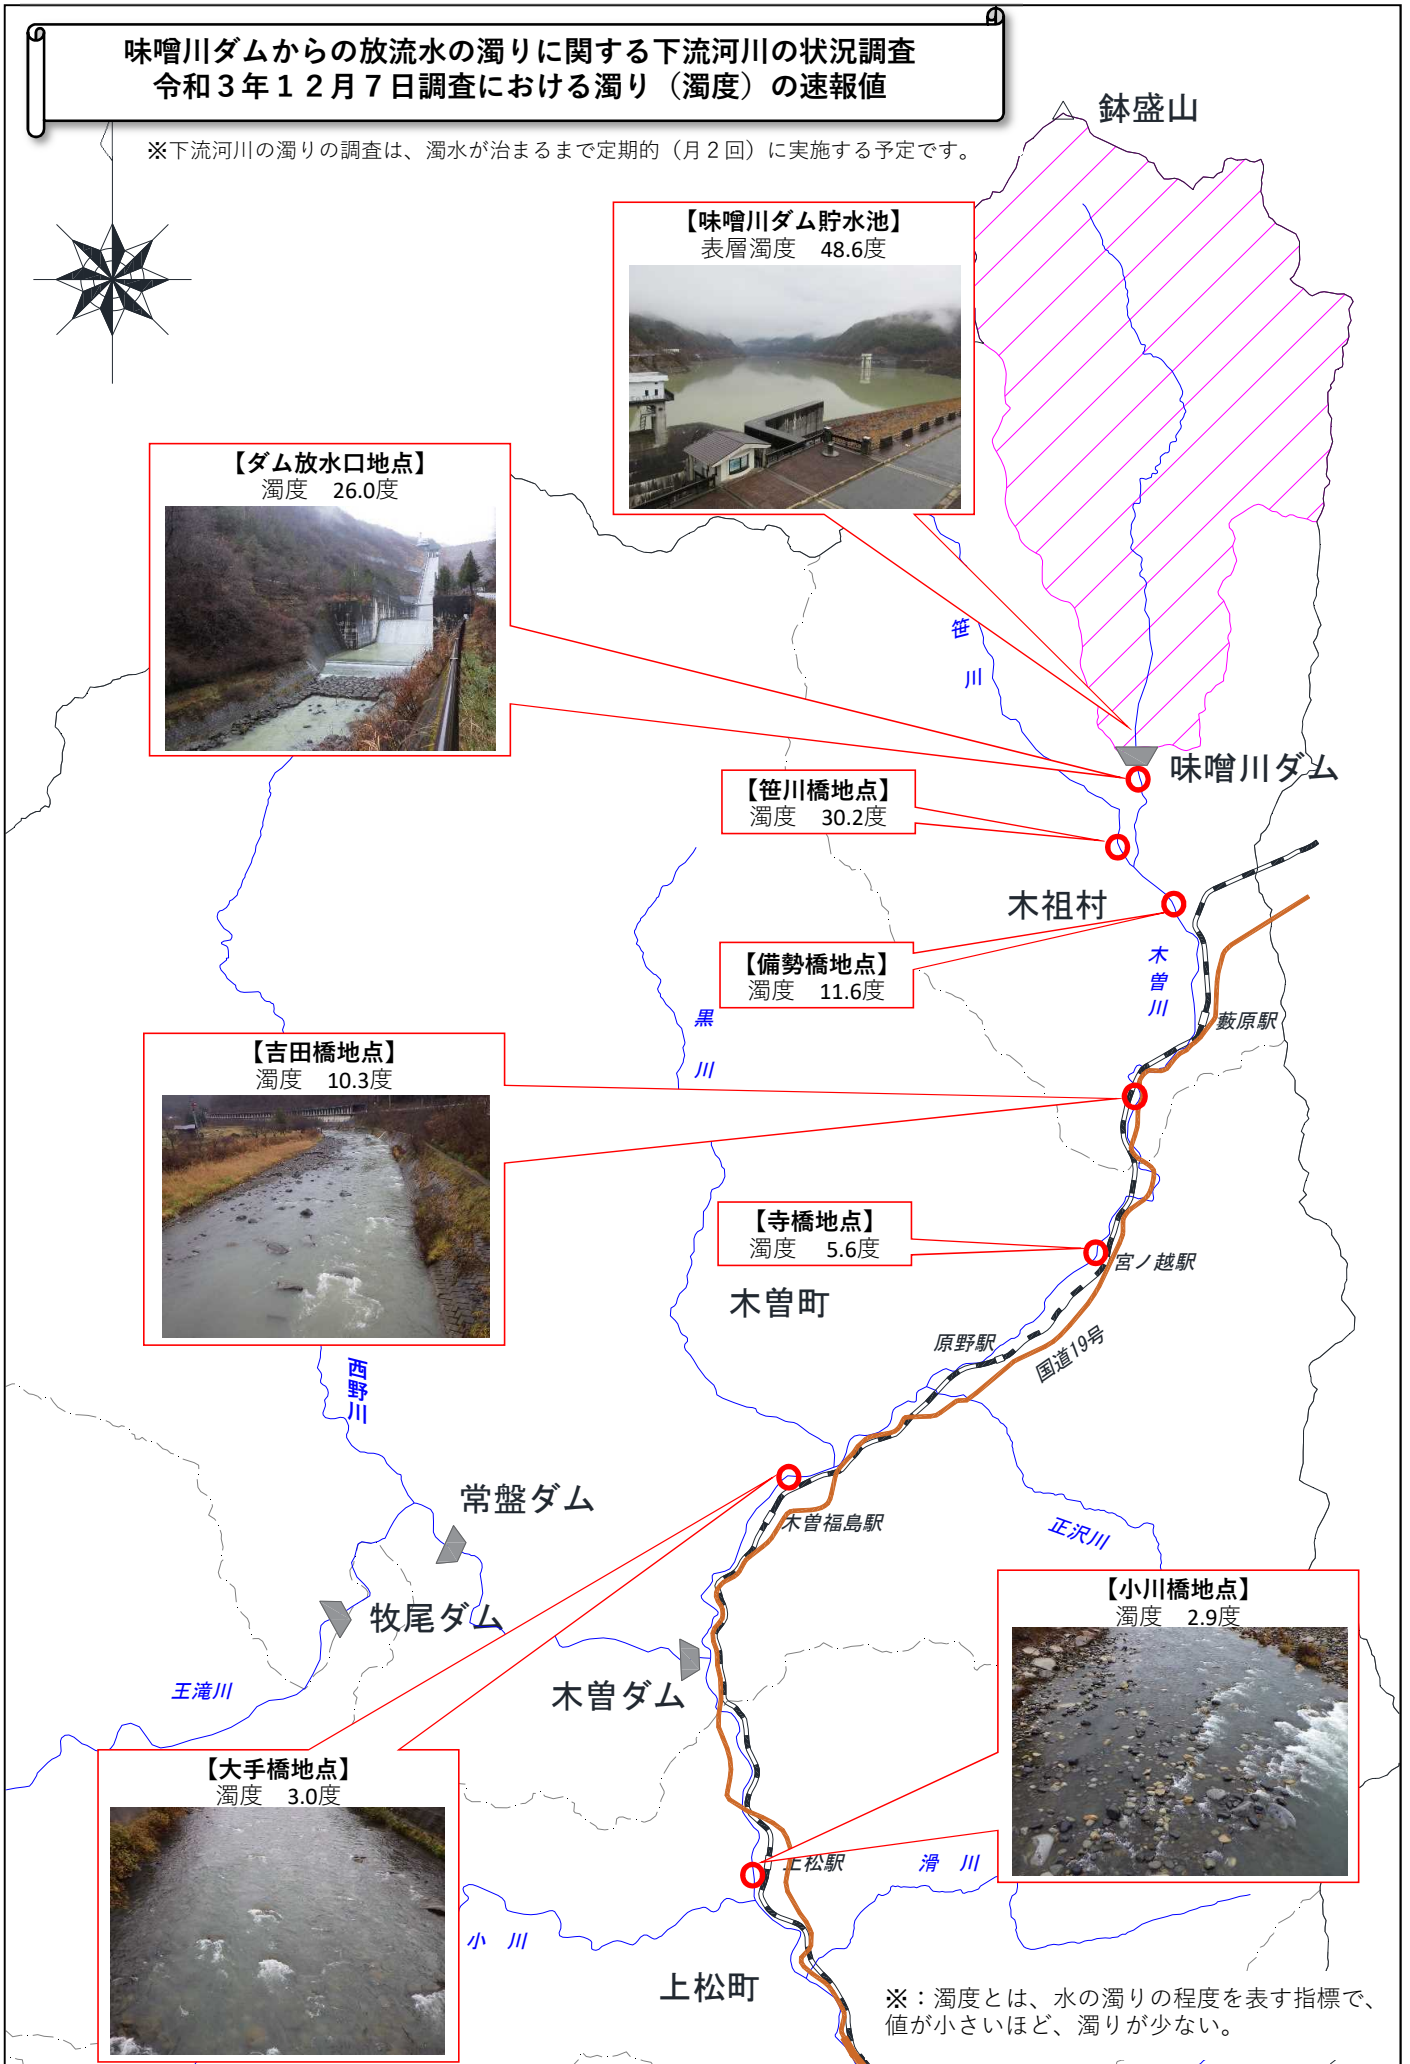 味噌川ダムからの放流水の濁りに関する下流河川の状況調査
令和３年１２月７日調査における濁り（濁度）の速報値
※下流河川の濁りの調査は、濁水が治まるまで定期的（月２回）に実施する予定です。
鉢盛山
【味噌川ダム貯水池】
表層濁度　48.6度
【ダム放水口地点】
濁度　26.0度
笹川
味噌川ダム
【笹川橋地点】
濁度　30.2度
木祖村
【備勢橋地点】
濁度　11.6度
木曽川
藪原駅
黒川
【吉田橋地点】
濁度　10.3度
【寺橋地点】
濁度　5.6度
宮ノ越駅
木曽町
原野駅
国道19号
西野川
常盤ダム
木曽福島駅
正沢川
【小川橋地点】
濁度　2.9度
牧尾ダム
王滝川
木曽ダム
【大手橋地点】
濁度　3.0度
上松駅
滑川
小川
上松町
※：濁度とは、水の濁りの程度を表す指標で、
値が小さいほど、濁りが少ない。